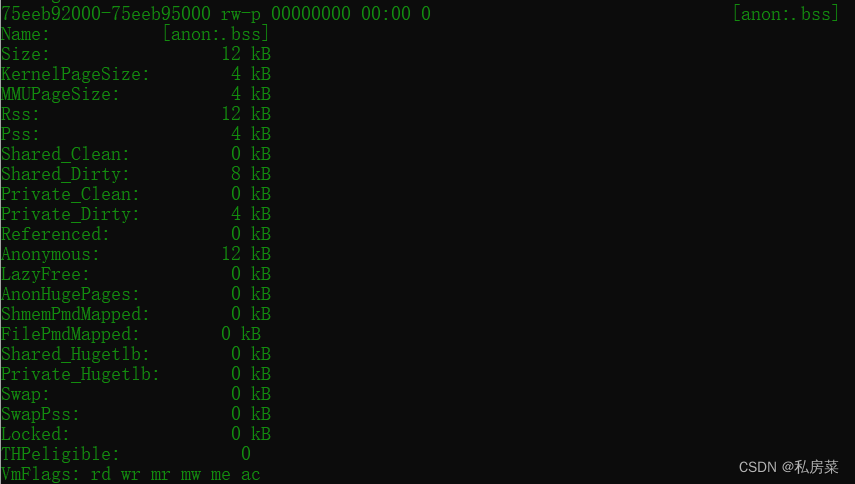 75eeb92000-75eeb95000 rw-p 00000000 00:00 0 [anon:.bss]
Name: [anon:.bss]
Size: 12 kB
KernelPageSize: 4 kB
MMUPageSize: 4 kB
Rss: 12 kB
Pss: 4 kB
Shared_Clean: 0 kB
Shared_Dirty: 8 kB
Private_Clean: 0 kB
Private_Dirty: 4 kB
Referenced: 0 kB
Anonymous: 12 kB
LazyFree: 0 kB
AnonHugePages: 0 kB
ShmemPmdMapped: 0 kB
FilePmdMapped: 0 kB
Shared_Hugetlb: 0 kB
Private_Hugetlb: 0 kB
Swap: 0 kB
SwapPss: 0 kB
Locked: 0 kB
THPeligible: 0
VmFlags: rd wr mr mw me ac
CSDN @私房菜